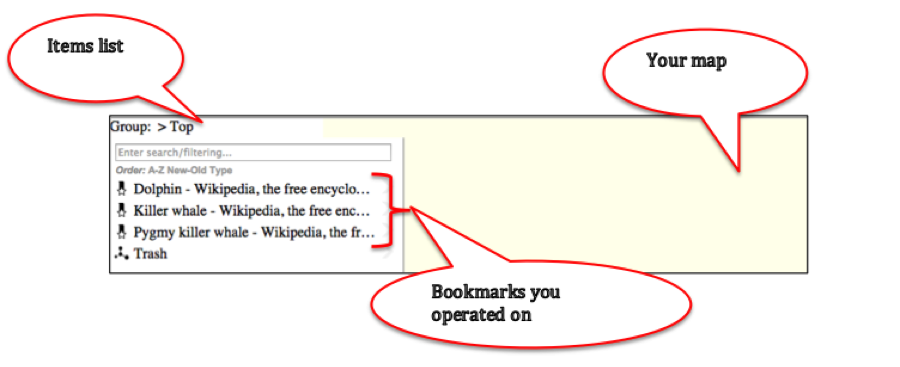 Items list
Your map
Group: > Top
Enter search/filtering...
Order: A-Z New-Old Type
Dolphin - Wikipedia, the free encyclo...
Killer whale - Wikipedia, the free enc...
Pygmy killer whale - Wikipedia, the fr...
Trash
Bookmarks you
operated on